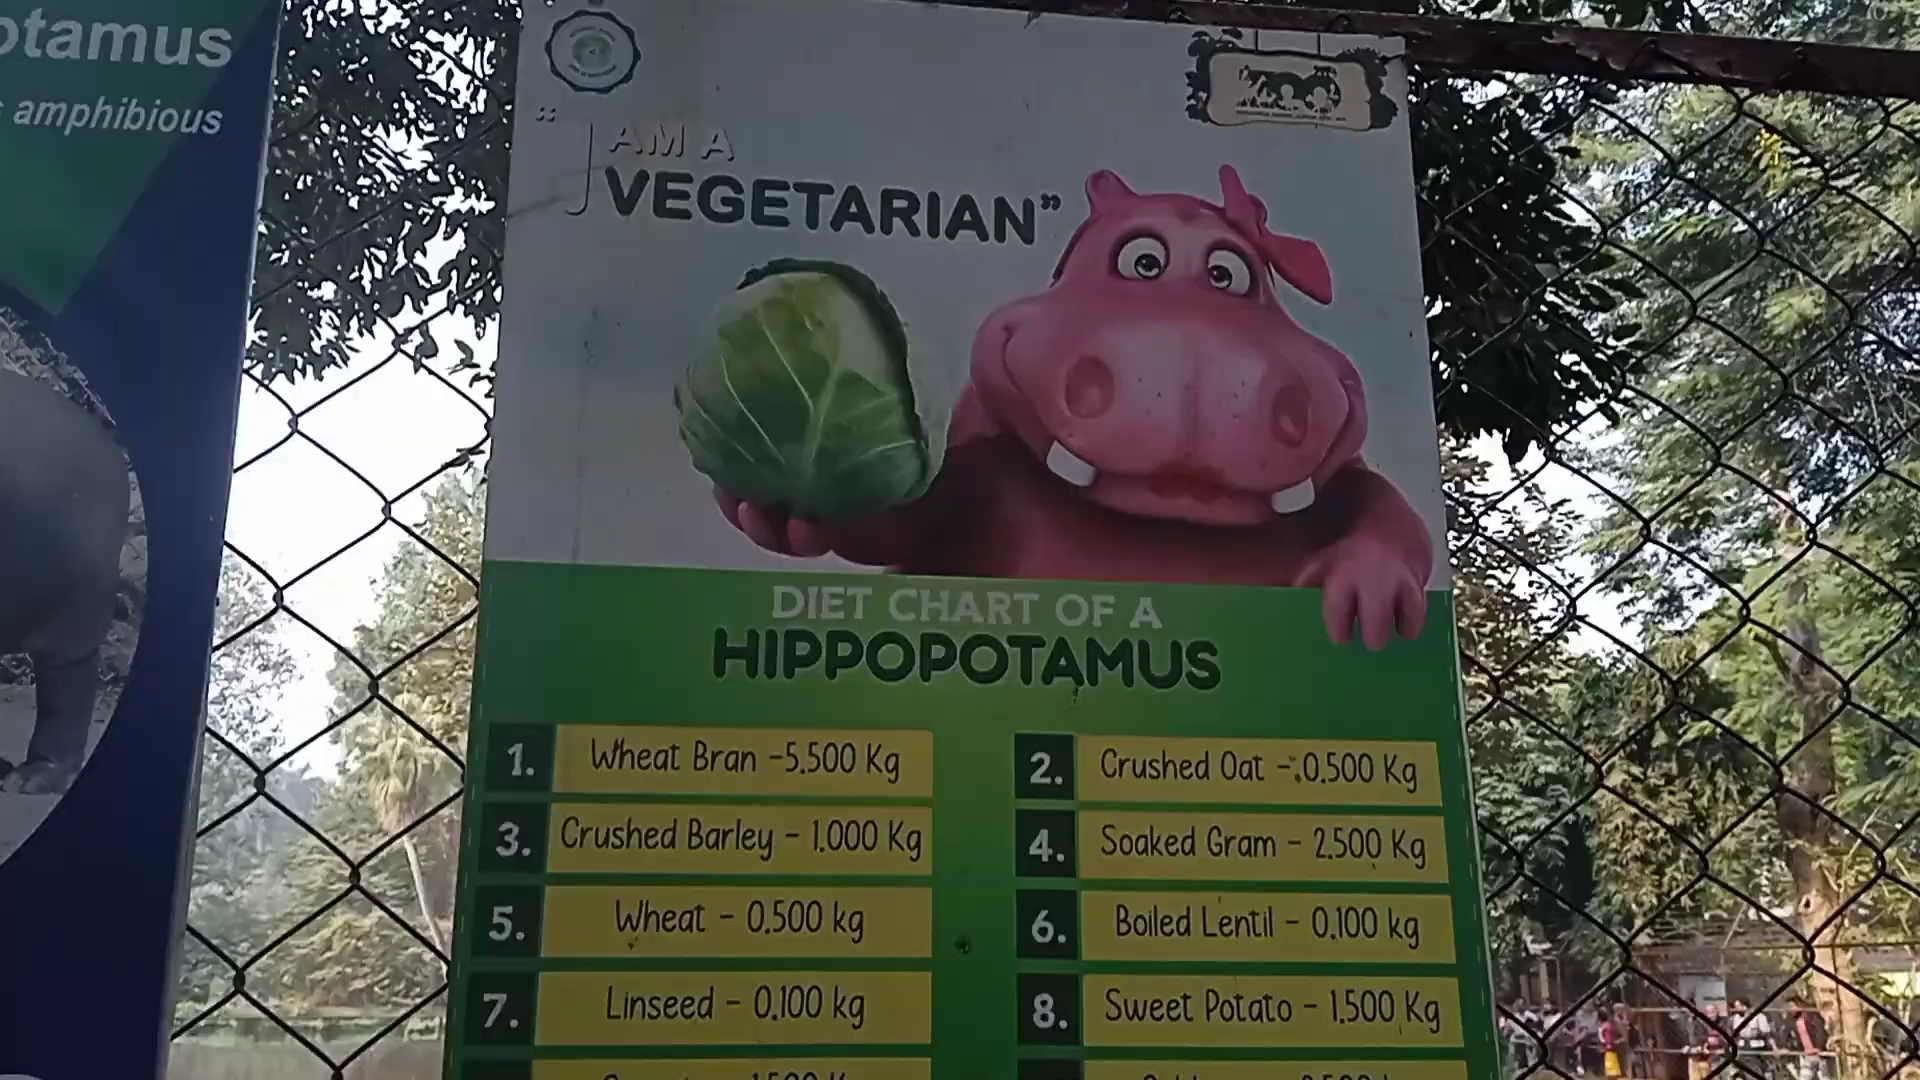 otamus
amphibious
"I AM A
VEGETARIAN"
DIET CHART OF A
HIPPOPOTAMUS
1. Wheat Bran -5.500 Kg
2. Crushed Oat - 0.500 Kg
3. Crushed Barley - 1.000 Kg
4. Soaked Gram - 2.500 Kg
5. Wheat - 0.500 kg
6. Boiled Lentil - 0.100 kg
7. Linseed - 0.100 kg
8. Sweet Potato - 1.500 Kg